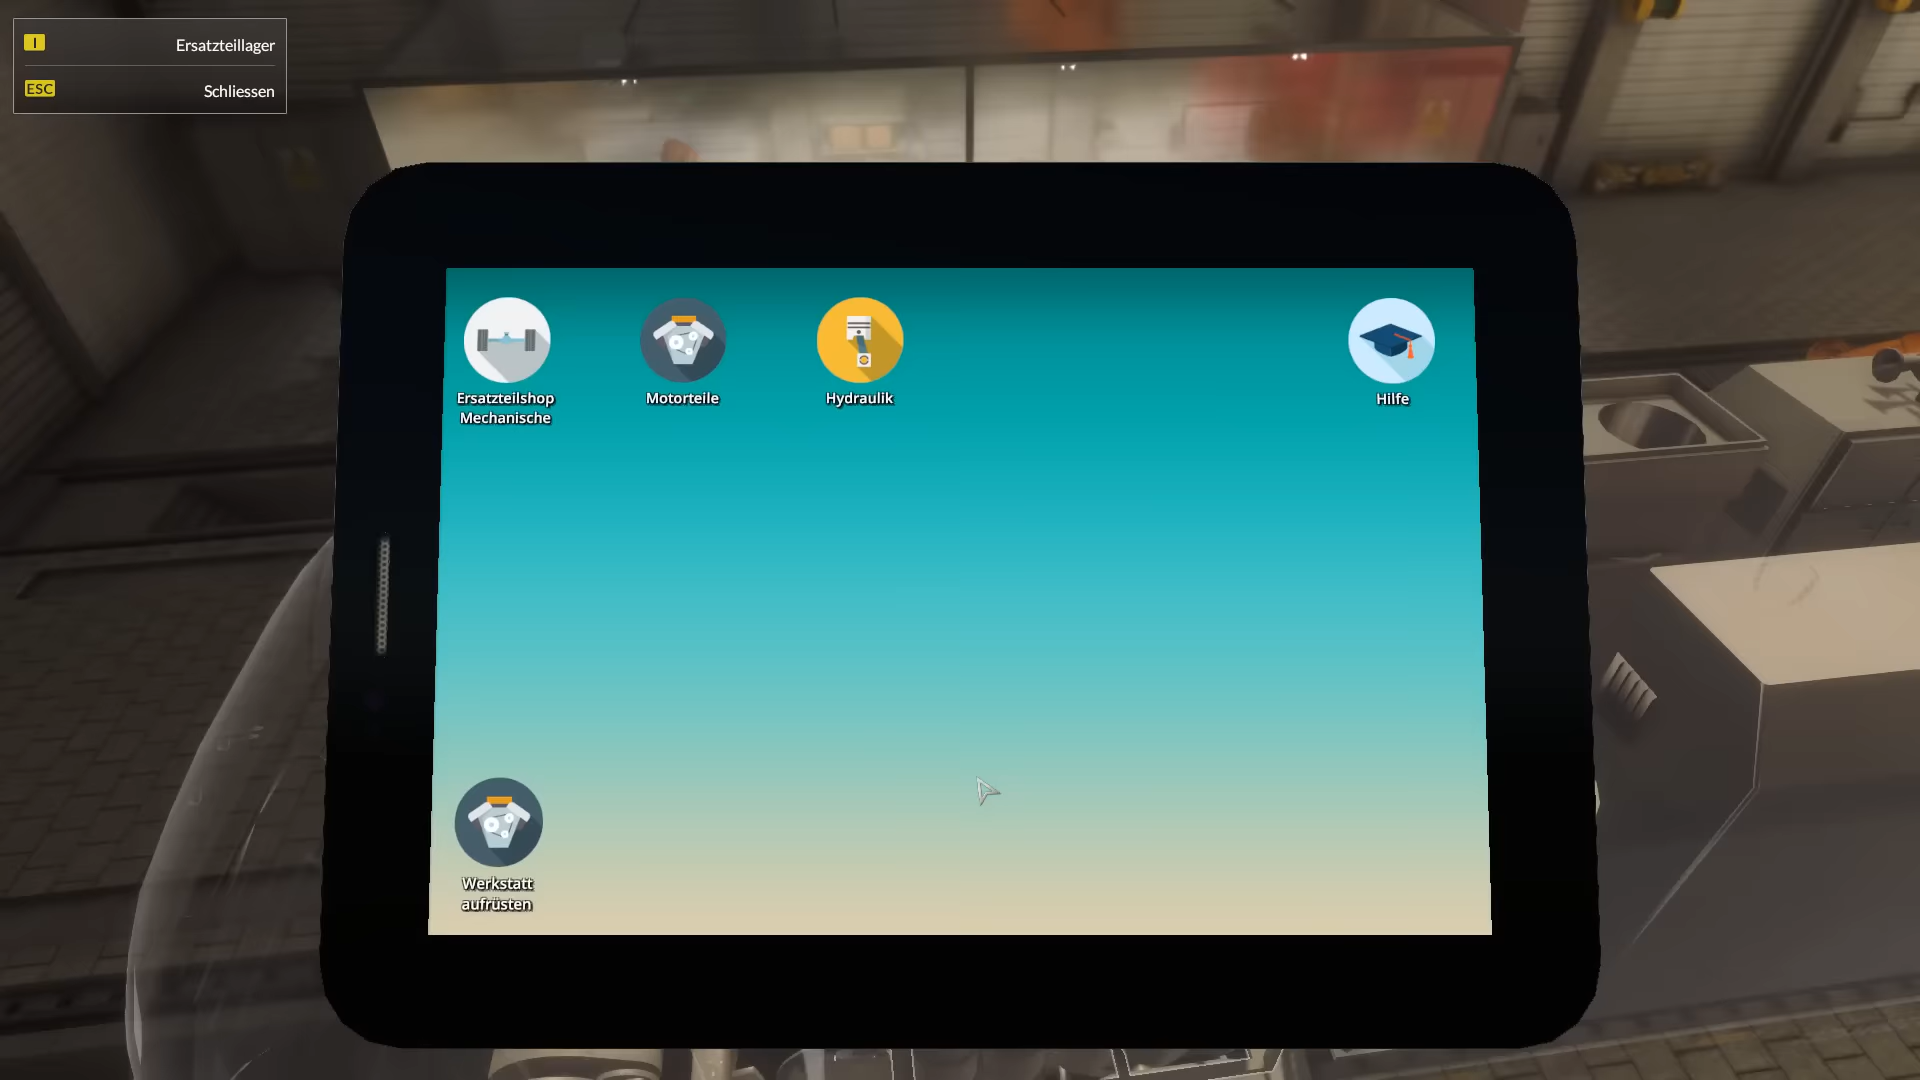 I Ersatzteillager
ESC Schliessen
Ersatzteilshop
Mechanische
Motorteile
Hydraulik
Hilfe
Werkstatt
aufrüsten